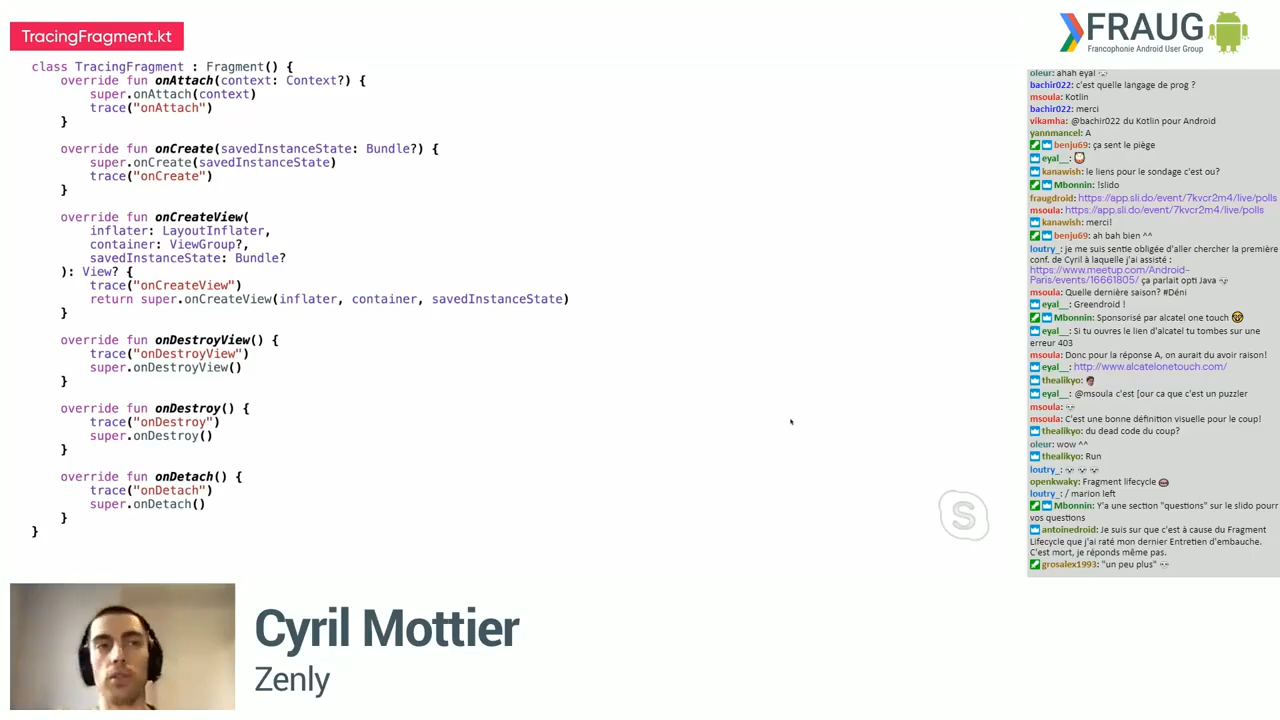 TracingFragment.kt
class TracingFragment : Fragment() {
override fun onAttach(context: Context?) {
super.onAttach(context)
trace("onAttach")
}
override fun onCreate(savedInstanceState: Bundle?) {
super.onCreate(savedInstanceState)
trace("onCreate")
}
override fun onCreateView(
inflater: LayoutInflater,
container: ViewGroup?,
savedInstanceState: Bundle?
): View? {
trace("onCreateView")
return super.onCreateView(inflater, container, savedInstanceState)
}
override fun onDestroyView() {
trace("onDestroyView")
super.onDestroyView()
}
override fun onDestroy() {
trace("onDestroy")
super.onDestroy()
}
override fun onDetach() {
trace("onDetach")
super.onDetach()
}
}
FRAUG
Francophonie Android User Group
oleur: ahah eyal
bachir022: c'est quelle langage de prog ?
msoula: Kotlin
bachir022: merci
vikamha: @bachir022 du Kotlin pour Android
yannmancel: A
benju69: ça sent le piège
eyal__:
kanawish: le liens pour le sondage c'est ou?
Mbonnin: !slido
fraugdroid: https://app.sli.do/event/7kvcr2m4/live/polls
msoula: https://app.sli.do/event/7kvcr2m4/live/polls
kanawish: merci!
benju69: ah bah bien ^^
loutry_: je me suis sentie obligée d'aller chercher la première
conf. de Cyril à laquelle j'ai assisté :
https://www.meetup.com/Android-
Paris/events/16661805/ ça parlait opti Java
msoula: Quelle dernière saison? #Déni
eyal__: Greendroid !
Mbonnin: Sponsorisé par alcatel one touch
eyal__: Si tu ouvres le lien d'alcatel tu tombes sur une
erreur 403
msoula: Donc pour la réponse A, on aurait du avoir raison!
eyal__: http://www.alcatelonetouch.com/
thealikyo:
eyal__: @msoula c'est [our ca que c'est un puzzler
msoula:
msoula: C'est une bonne définition visuelle pour le coup!
thealikyo: du dead code du coup?
oleur: wow ^^
thealikyo: Run
loutry_:
openkwaky: Fragment lifecycle
loutry_: / marion left
Mbonnin: Y'a une section "questions" sur le slido pourr
vos questions
antoinedroid: Je suis sur que c'est à cause du Fragment
Lifecycle que j'ai raté mon dernier Entretien d'embauche.
C'est mort, je réponds même pas.
grosalex1993: "un peu plus"
S
Cyril Mottier
Zenly